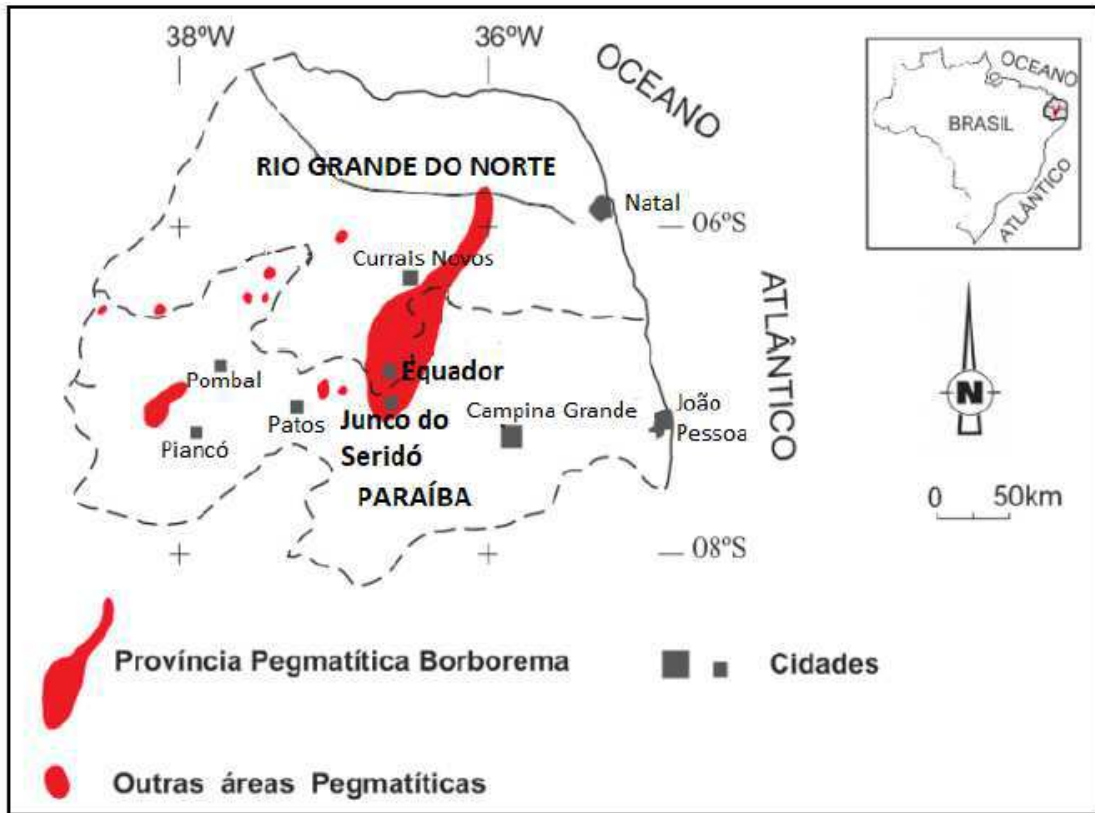 38ºW
36ºW
OCEANO
ATLÂNTICO
RIO GRANDE DO NORTE
Natal
06ºS
Currais Novos
Pombal
Equador
Patos
Junco do
Seridó
Campina Grande
João
Pessoa
Piancó
PARAÍBA
08ºS
OCEANO
BRASIL
ATLÂNTICO
N
0 50km
Província Pegmatítica Borborema
Cidades
Outras áreas Pegmatíticas